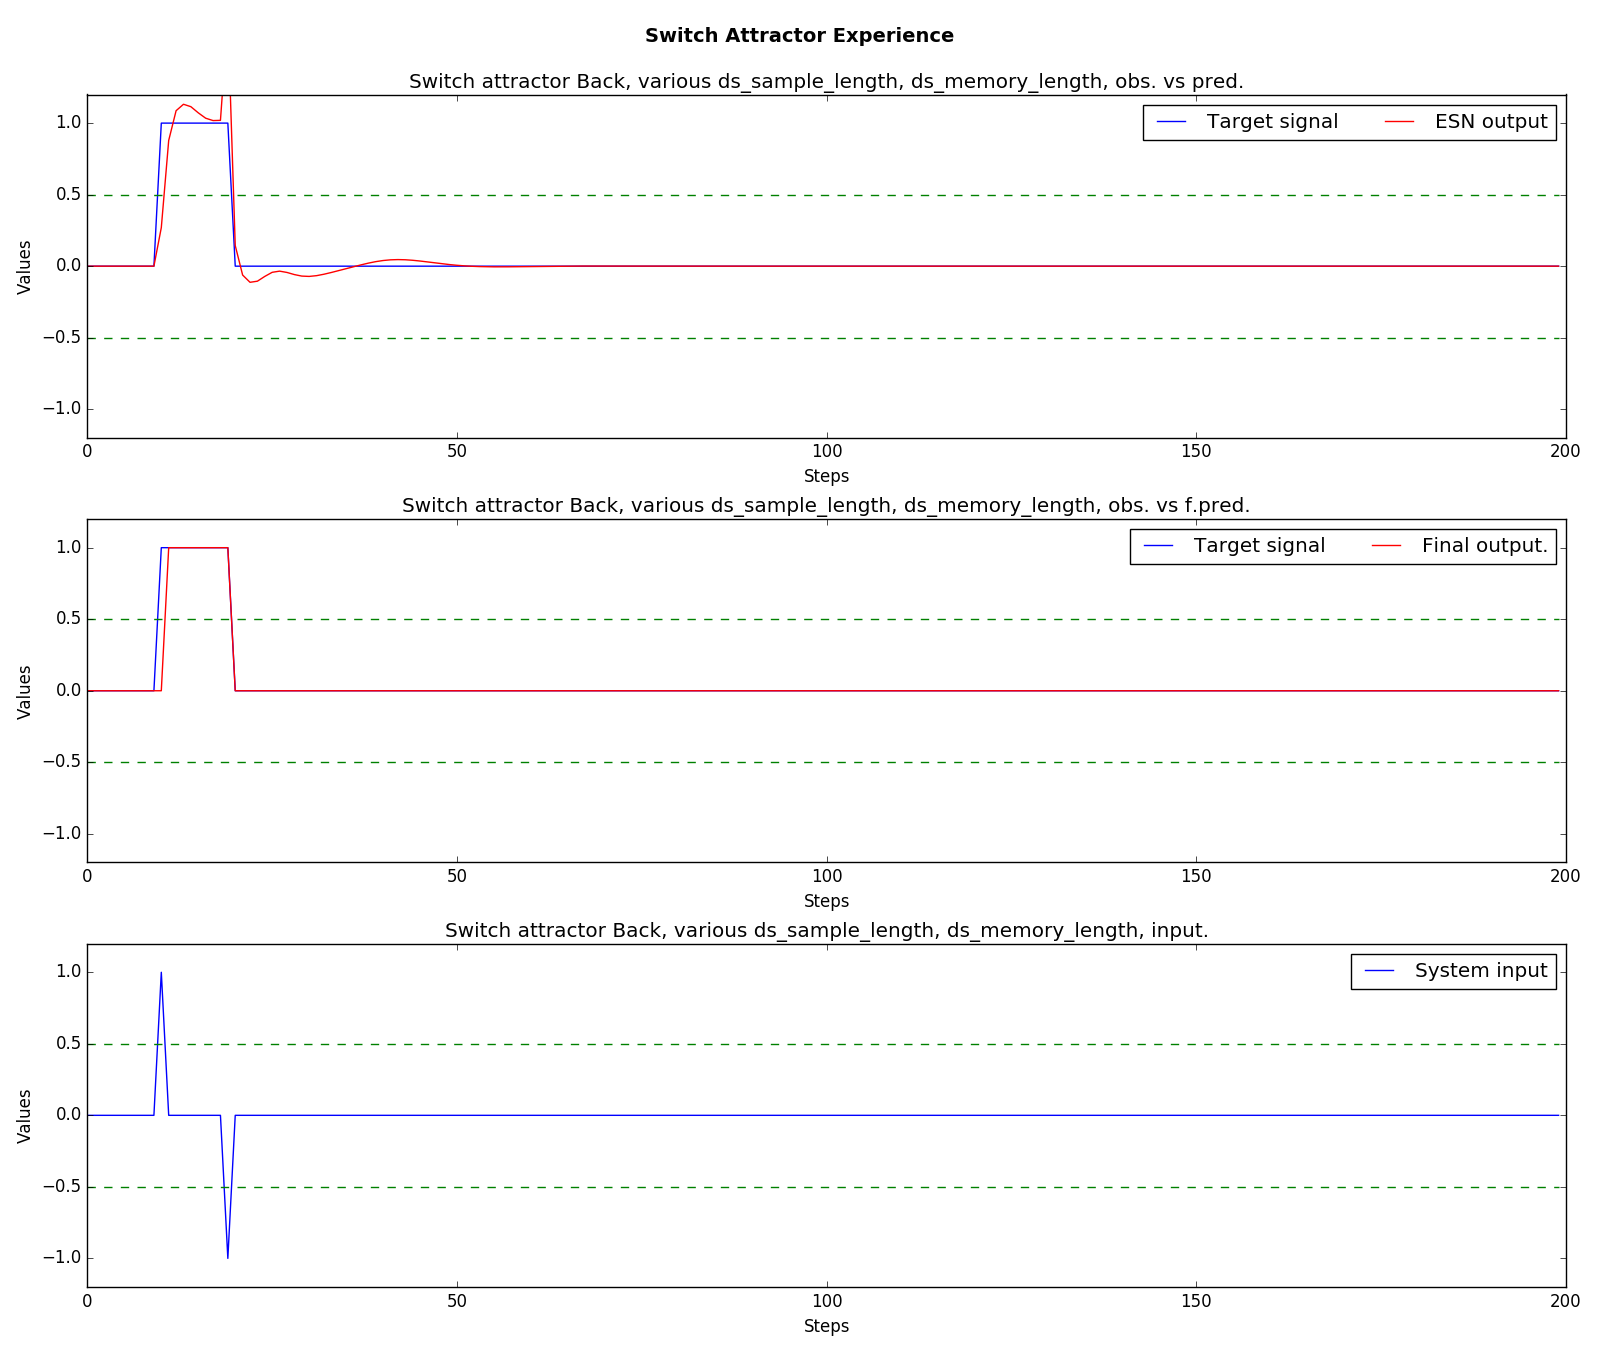 Switch Attractor Experience
Switch attractor Back, various ds_sample_length, ds_memory_length, obs. vs pred.
Target signal ESN output
1.0
0.5
0.0
−0.5
−1.0
Values
0 50 100 150 200
Steps
Switch attractor Back, various ds_sample_length, ds_memory_length, obs. vs f.pred.
Target signal Final output.
1.0
0.5
0.0
−0.5
−1.0
Values
0 50 100 150 200
Steps
Switch attractor Back, various ds_sample_length, ds_memory_length, input.
System input
1.0
0.5
0.0
−0.5
−1.0
Values
0 50 100 150 200
Steps